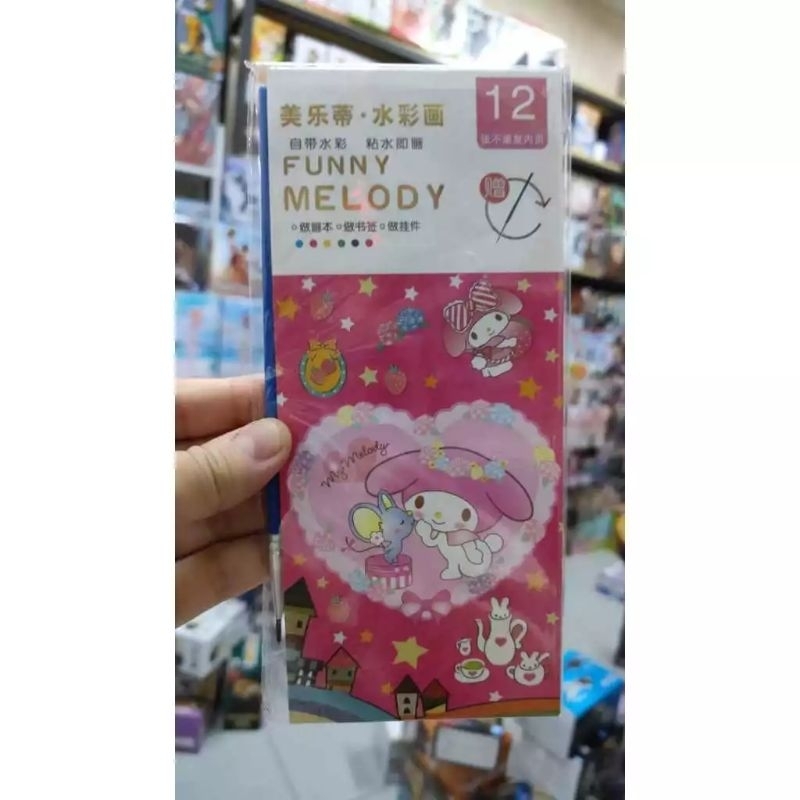 美乐蒂·水彩画
自带水彩 粘水即画
FUNNY
MELODY
做画本 做书签 做挂件
12
张不重复内页
赠
My Melody